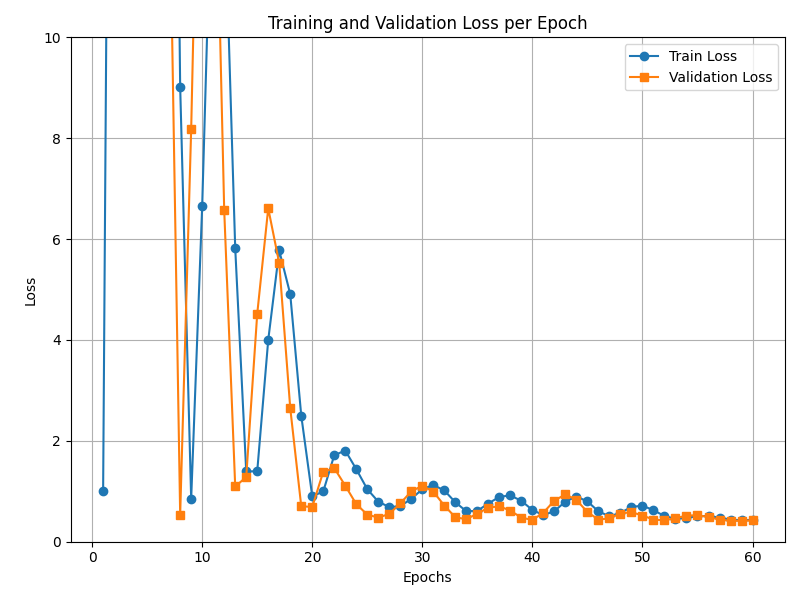 Training and Validation Loss per Epoch
10
8
6
4
2
0
Loss
Train Loss
Validation Loss
0 10 20 30 40 50 60
Epochs